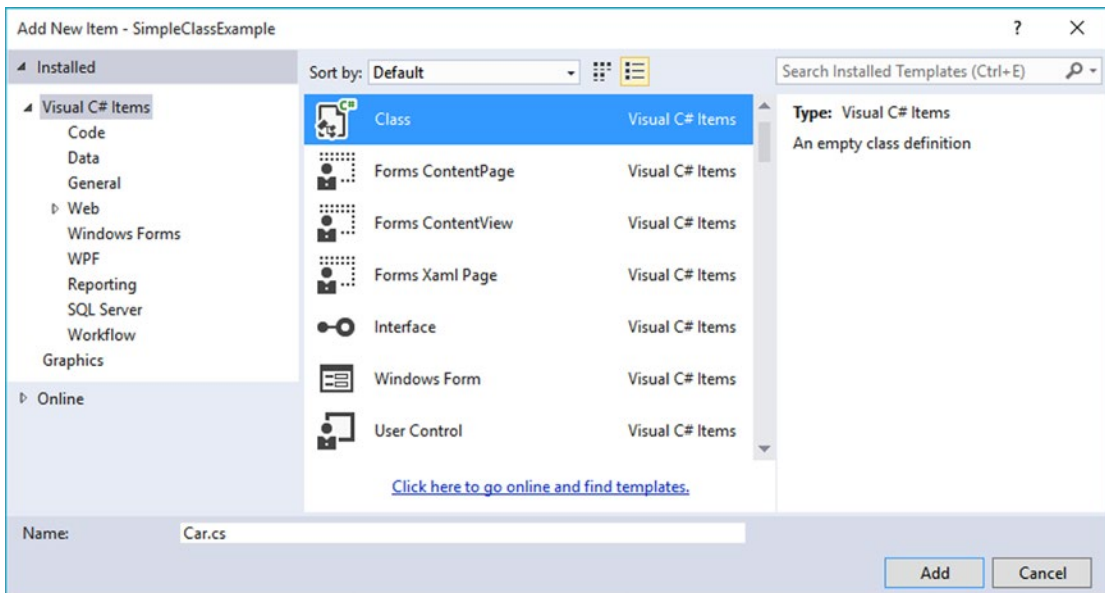 Add New Item - SimpleClassExample
Installed
Visual C# Items
Code
Data
General
Web
Windows Forms
WPF
Reporting
SQL Server
Workflow
Graphics
Online
Sort by: Default
C#
Class Visual C# Items
Forms ContentPage Visual C# Items
Forms ContentView Visual C# Items
Forms Xaml Page Visual C# Items
Interface Visual C# Items
Windows Form Visual C# Items
User Control Visual C# Items
Click here to go online and find templates.
Search Installed Templates (Ctrl+E)
Type: Visual C# Items
An empty class definition
Name: Car.cs
Add Cancel